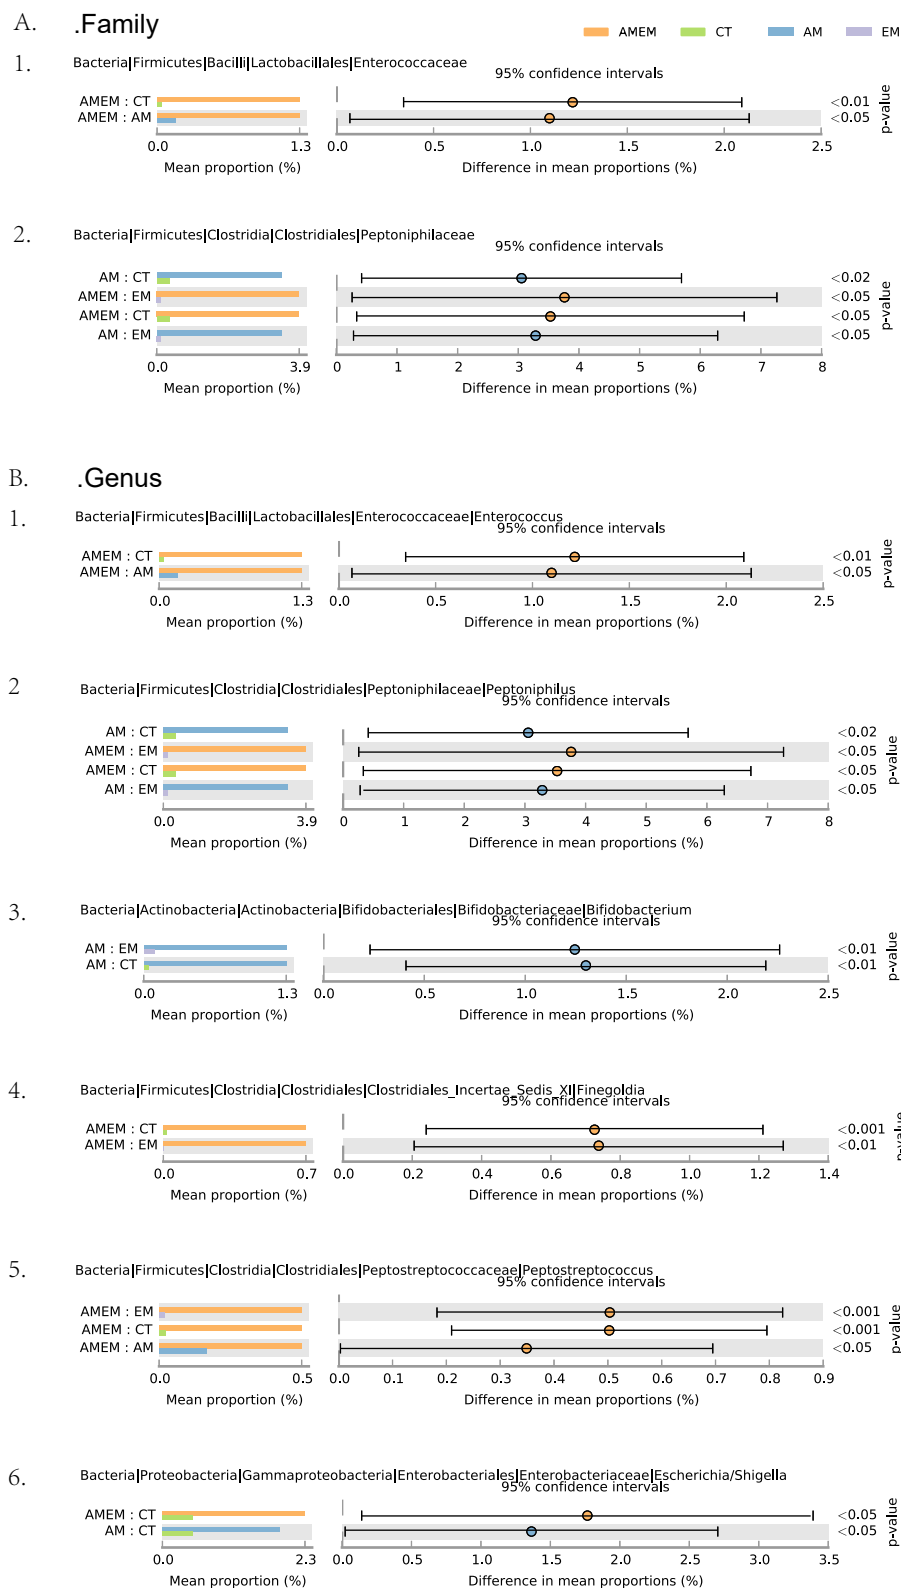 A. .Family
AMEM CT AM EM
1. Bacteria|Firmicutes|Bacilli|Lactobacillales|Enterococcaceae
95% confidence intervals
AMEM : CT <0.01
AMEM : AM <0.05
p-value
0.0 1.3 0.0 0.5 1.0 1.5 2.0 2.5
Mean proportion (%) Difference in mean proportions (%)
2. Bacteria|Firmicutes|Clostridia|Clostridiales|Peptoniphilaceae
95% confidence intervals
AM : CT <0.02
AMEM : EM <0.05
AMEM : CT <0.05
AM : EM <0.05
p-value
0.0 3.9 0 1 2 3 4 5 6 7 8
Mean proportion (%) Difference in mean proportions (%)
B. .Genus
1. Bacteria|Firmicutes|Bacilli|Lactobacillales|Enterococcaceae|Enterococcus
95% confidence intervals
AMEM : CT <0.01
AMEM : AM <0.05
p-value
0.0 1.3 0.0 0.5 1.0 1.5 2.0 2.5
Mean proportion (%) Difference in mean proportions (%)
2 Bacteria|Firmicutes|Clostridia|Clostridiales|Peptoniphilaceae|Peptoniphilus
95% confidence intervals
AM : CT <0.02
AMEM : EM <0.05
AMEM : CT <0.05
AM : EM <0.05
p-value
0.0 3.9 0 1 2 3 4 5 6 7 8
Mean proportion (%) Difference in mean proportions (%)
3. Bacteria|Actinobacteria|Actinobacteria|Bifidobacteriales|Bifidobacteriaceae|Bifidobacterium
95% confidence intervals
AM : EM <0.01
AM : CT <0.01
p-value
0.0 1.3 0.0 0.5 1.0 1.5 2.0 2.5
Mean proportion (%) Difference in mean proportions (%)
4. Bacteria|Firmicutes|Clostridia|Clostridiales|Clostridiales_Incertae_Sedis_XI|Finegoldia
95% confidence intervals
AMEM : CT <0.001
AMEM : EM <0.01
p-value
0.0 0.7 0.0 0.2 0.4 0.6 0.8 1.0 1.2 1.4
Mean proportion (%) Difference in mean proportions (%)
5. Bacteria|Firmicutes|Clostridia|Clostridiales|Peptostreptococcaceae|Peptostreptococcus
95% confidence intervals
AMEM : EM <0.001
AMEM : CT <0.001
AMEM : AM <0.05
p-value
0.0 0.5 0.0 0.1 0.2 0.3 0.4 0.5 0.6 0.7 0.8 0.9
Mean proportion (%) Difference in mean proportions (%)
6. Bacteria|Proteobacteria|Gammaproteobacteria|Enterobacteriales|Enterobacteriaceae|Escherichia/Shigella
95% confidence intervals
AMEM : CT <0.05
AM : CT <0.05
p-value
0.0 2.3 0.0 0.5 1.0 1.5 2.0 2.5 3.0 3.5
Mean proportion (%) Difference in mean proportions (%)